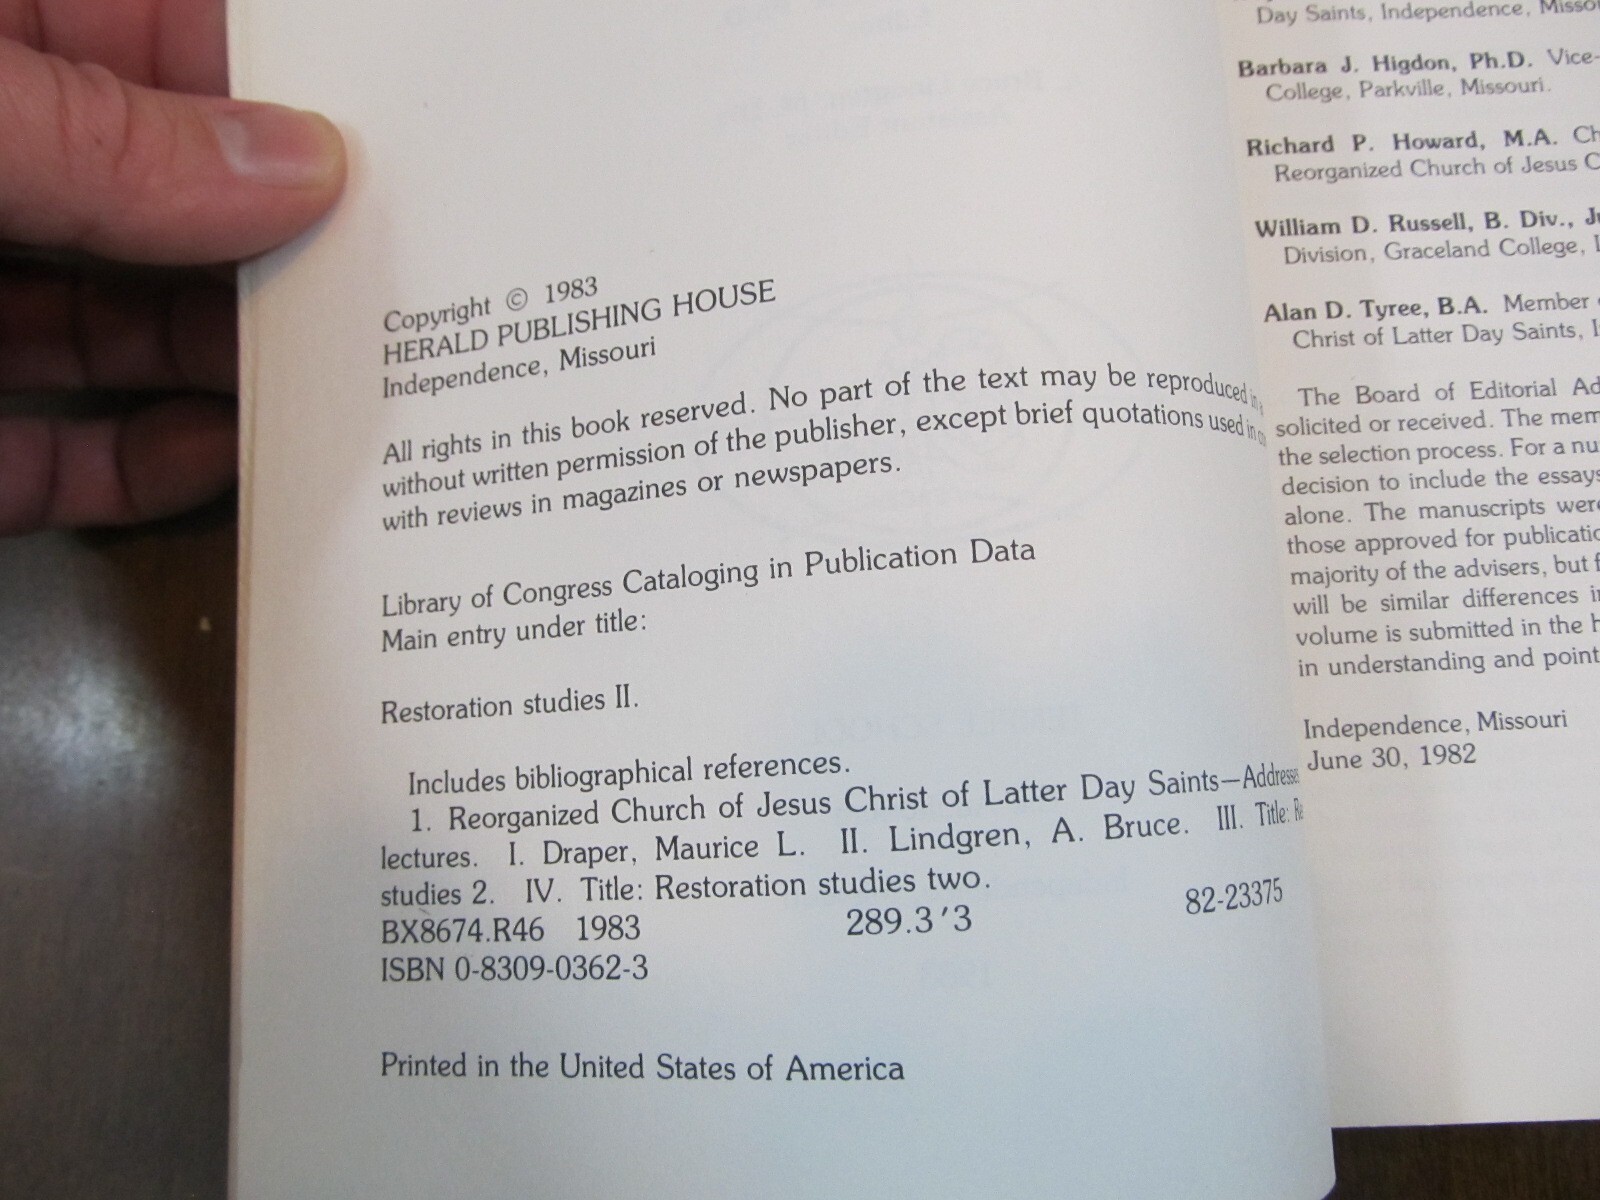 Copyright © 1983
HERALD PUBLISHING HOUSE
Independence, Missouri
All rights in this book reserved. No part of the text may be reproduced in
without written permission of the publisher, except brief quotations used in
with reviews in magazines or newspapers.
Library of Congress Cataloging in Publication Data
Main entry under title:
Restoration studies II.
Includes bibliographical references.
1. Reorganized Church of Jesus Christ of Latter Day Saints—Addresses
lectures. I. Draper, Maurice L. II. Lindgren, A. Bruce. III. Title:
studies 2. IV. Title: Restoration studies two.
BX8674.R46 1983 289.3'3 82-23375
ISBN 0-8309-0362-3
Printed in the United States of America
Day Saints, Independence,
Barbara J. Higdon, Ph.D. Vice-
College, Parkville, Missouri.
Richard P. Howard, M.A.
Reorganized Church of Jesus
William D. Russell, B. Div.,
Division, Graceland College,
Alan D. Tyree, B.A. Member
Christ of Latter Day Saints,
The Board of Editorial
solicited or received. The
the selection process. For a
decision to include the essays
alone. The manuscripts were
those approved for
majority of the advisers, but
will be similar differences
volume is submitted in the
in understanding and
Independence, Missouri
June 30, 1982